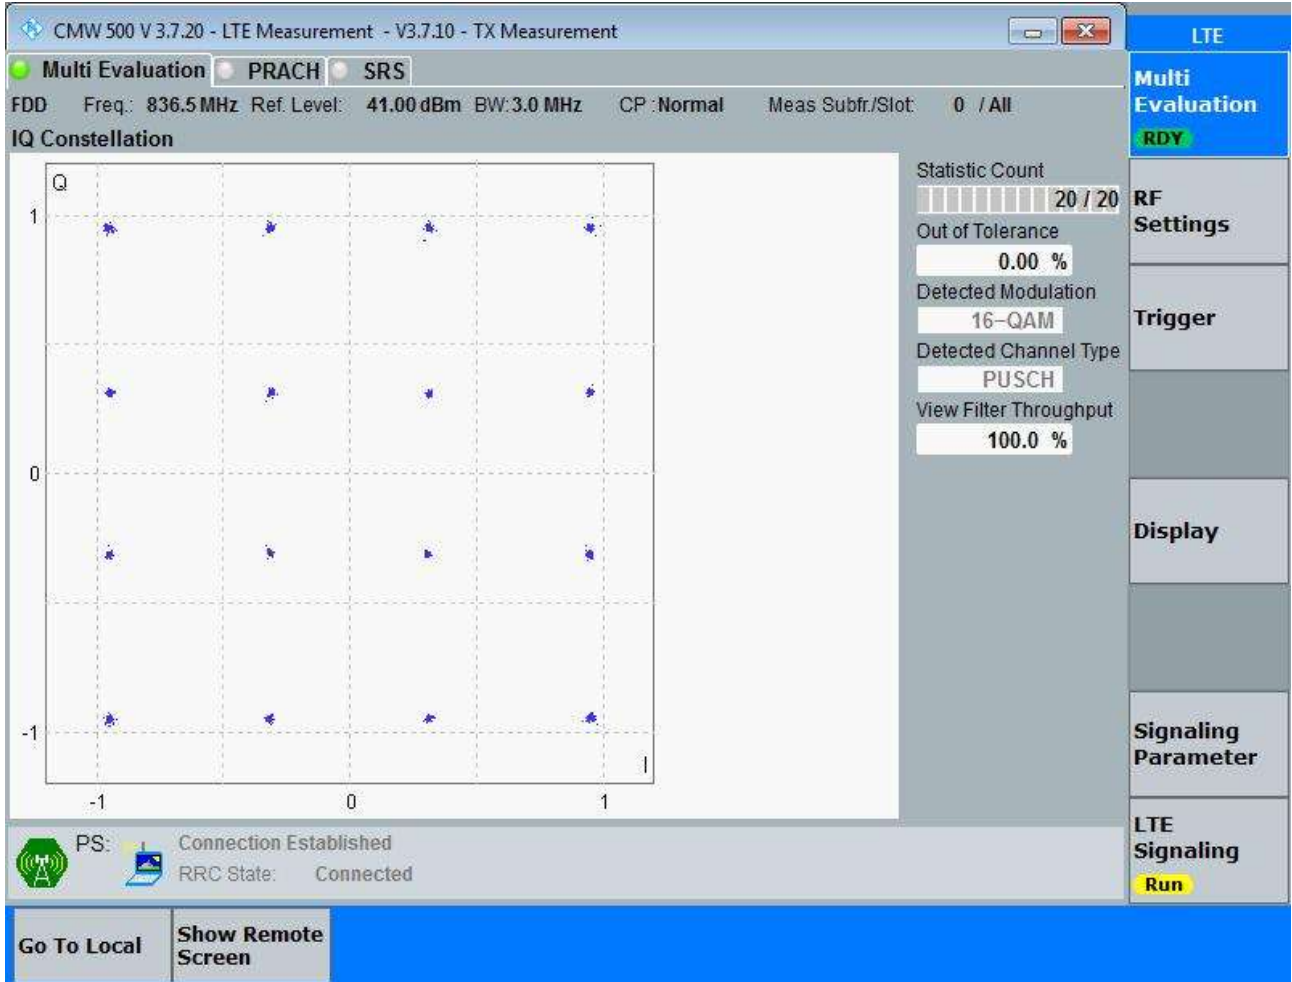 CMW 500 V 3.7.20 - LTE Measurement - V3.7.10 - TX Measurement
LTE
Multi Evaluation PRACH SRS
FDD Freq.: 836.5 MHz Ref. Level: 41.00 dBm BW: 3.0 MHz CP : Normal Meas Subfr./Slot: 0 / All
IQ Constellation
Q
1
0
-1
I
-1 0 1
Statistic Count
20 / 20
Out of Tolerance
0.00 %
Detected Modulation
16-QAM
Detected Channel Type
PUSCH
View Filter Throughput
100.0 %
Multi
Evaluation
RDY
RF
Settings
Trigger
Display
Signaling
Parameter
LTE
Signaling
Run
PS: Connection Established
RRC State: Connected
Go To Local
Show Remote
Screen